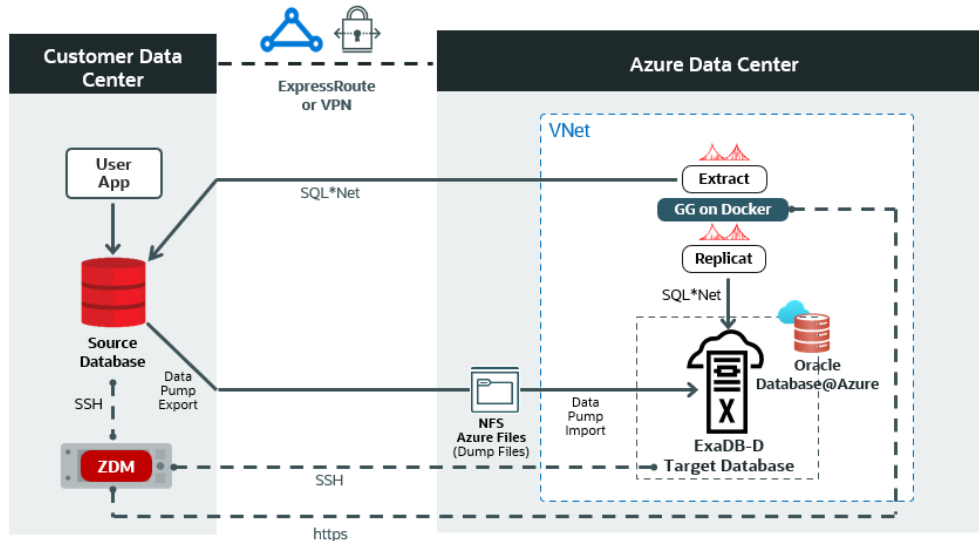 Customer Data
Center
ExpressRoute
or VPN
Azure Data Center
VNet
User
App
Extract
SQL*Net
GG on Docker
Replicat
SQL*Net
Source
Database
Oracle
Database@Azure
Data
Pump
Export
SSH
NFS
Azure Files
(Dump Files)
Data
Pump
Import
X
ExaDB-D
Target Database
ZDM
SSH
https